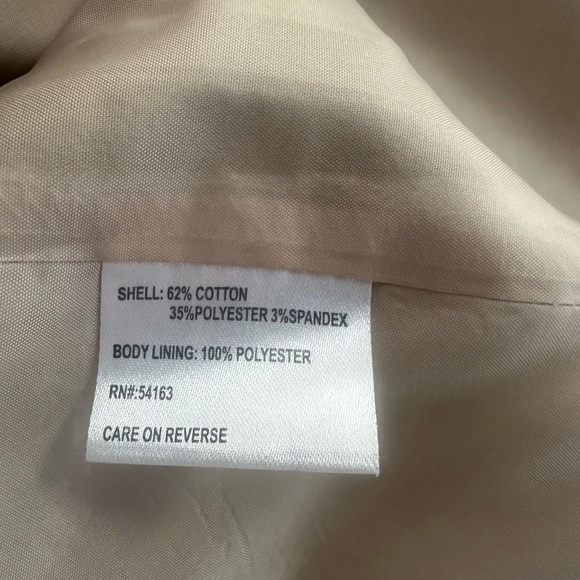 SHELL: 62% COTTON
35%POLYESTER 3%SPANDEX
BODY LINING: 100% POLYESTER
RN#:54163
CARE ON REVERSE